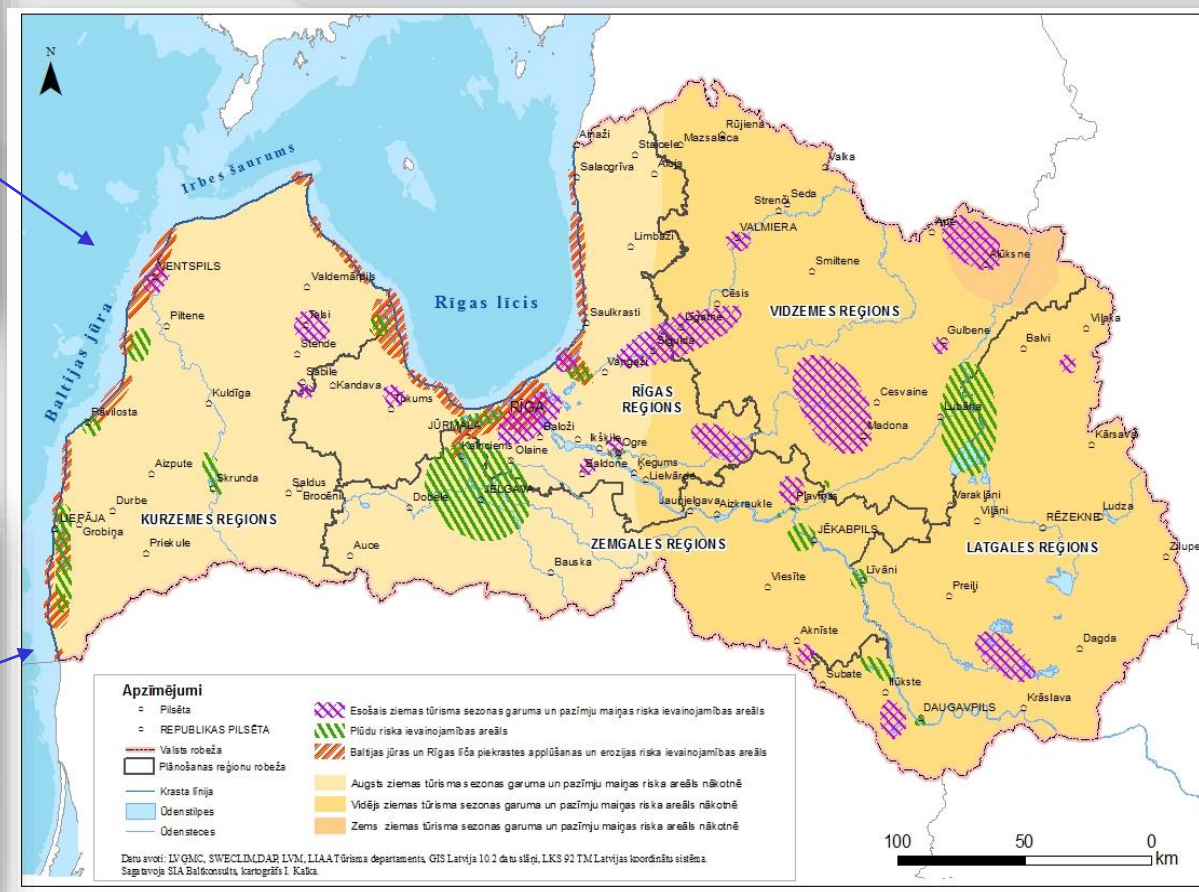 N
Irbes šaurums
Baltijas jūra
Rīgas līcis
Ainaži
Staicele
Mazsalaca
Rūjiena
Aloja
Salacgrīva
Valka
Seda
Strenči
VALMIERA
Limbaži
Smiltene
Ape
Alūksne
VENTSPILS
Valdemārpils
Cēsis
Līgatne
VIDZEMES REĢIONS
Piltene
Talsi
Stende
Saulkrasti
Sigulda
Gulbene
Balvi
Viļaka
Sabile
Kandava
Vangaži
RĪGAS
REĢIONS
Kuldīga
Tukums
RĪGA
Cesvaine
Lubāna
Pāvilosta
JŪRMALA
Baloži
Madona
Kalnciems
Olaine
Ikšķile
Ogre
Kārsava
Aizpute
Skrunda
Baldone
Ķegums
Lielvārde
Saldus
Brocēni
Dobele
JELGAVA
Jaunjelgava
Aizkraukle
Pļaviņas
Varakļāni
Viļāni
Ludza
RĒZEKNE
Durbe
LIEPĀJA
Grobiņa
KURZEMES REĢIONS
ZEMGALES REĢIONS
JĒKABPILS
LATGALES REĢIONS
Zilupe
Priekule
Auce
Bauska
Viesīte
Līvāni
Preiļi
Aknīste
Dagda
Subate
Ilūkste
DAUGAVPILS
Krāslava
Apzīmējumi
Pilsēta
REPUBLIKAS PILSĒTA
Valsts robeža
Plānošanas reģionu robeža
Krasta līnija
Ūdenstilpes
Ūdensteces
Esošais ziemas tūrisma sezonas garuma un pazīmju maiņas riska ievainojamības areāls
Plūdu riska ievainojamības areāls
Baltijas jūras un Rīgas līča piekrastes applūšanas un erozijas riska ievainojamības areāls
Augsts ziemas tūrisma sezonas garuma un pazīmju maiņas riska areāls nākotnē
Vidējs ziemas tūrisma sezonas garuma un pazīmju maiņas riska areāls nākotnē
Zems ziemas tūrisma sezonas garuma un pazīmju maiņas riska areāls nākotnē
Datu avoti: LVĢMC, SWECLIM,DAP, LVM, LIAA Tūrisma departaments, GIS Latvija 10.2 datu slāņi, LKS 92 TM Latvijas koordinātu sistēma.
Sagatavoja SIA Balticonsults, kartogrāfs I. Kalka.
100 50 0
km